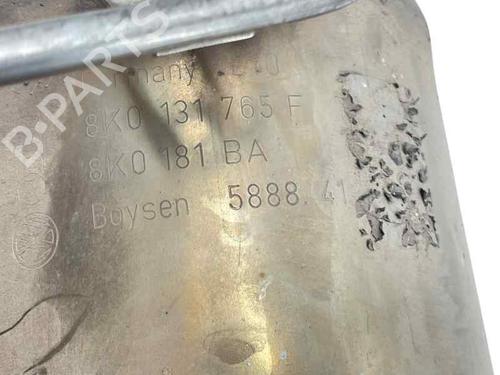 B-PARTS
8K0 131 765 F
8K0 181 BA
Boysen 5888.41